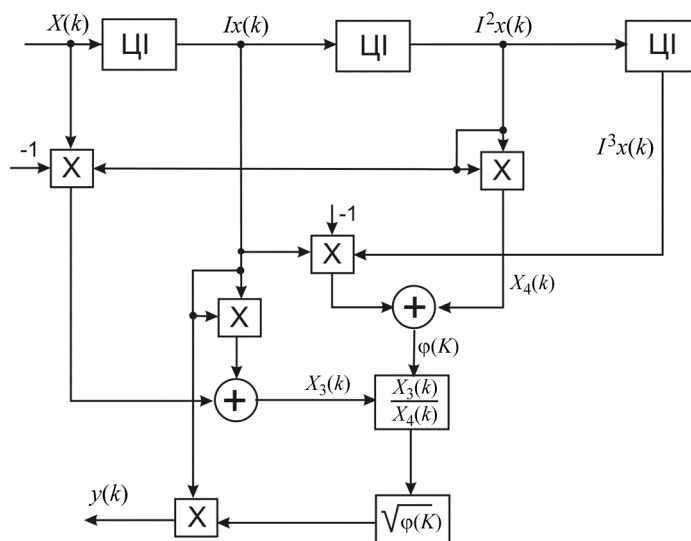 X(k)
Ix(k)
I²x(k)
ЦІ
ЦІ
ЦІ
-1
X
X
I³x(k)
-1
X
X₄(k)
X
+
φ(K)
+
X₃(k)
X₃(k)
X₄(k)
y(k)
X
√φ(K)